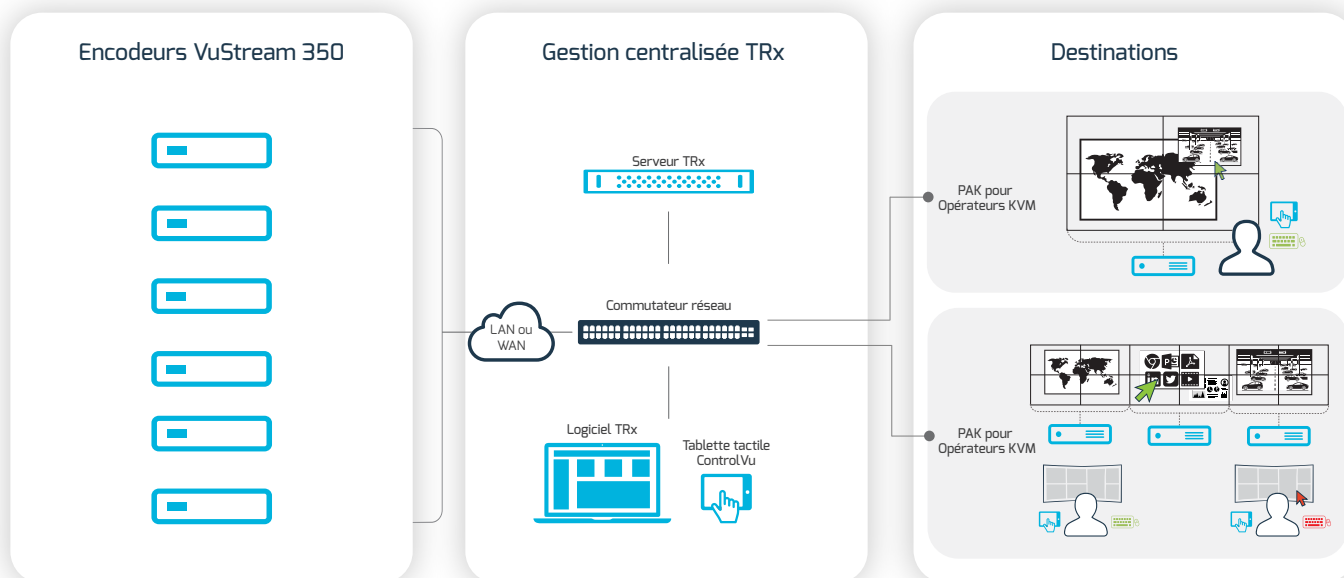 Encodeurs VuStream 350
Gestion centralisée TRx
Serveur TRx
Commutateur réseau
LAN ou
WAN
Logiciel TRx
Tablette tactile
ControlVu
Destinations
PAK pour
Opérateurs KVM
PAK pour
Opérateurs KVM